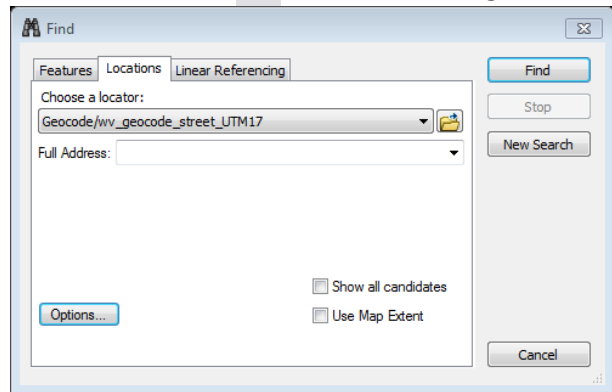 Find
Features Locations Linear Referencing
Find
Choose a locator:
Stop
Geocode/wv_geocode_street_UTM17
New Search
Full Address:
Show all candidates
Options...
Use Map Extent
Cancel